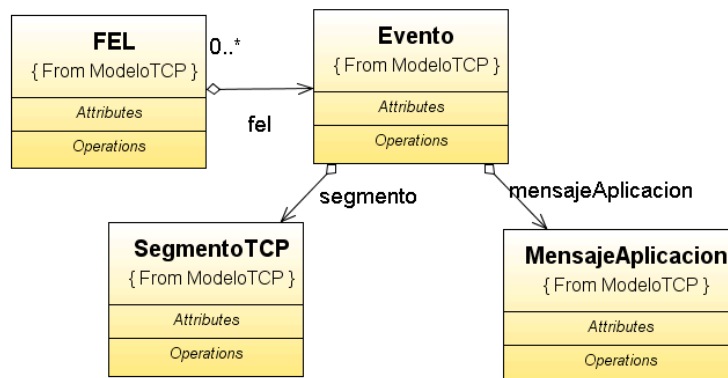 FEL
{ From ModeloTCP }
Attributes
Operations
0..*
fel
Evento
{ From ModeloTCP }
Attributes
Operations
segmento
mensajeAplicacion
SegmentoTCP
{ From ModeloTCP }
Attributes
Operations
MensajeAplicacion
{ From ModeloTCP }
Attributes
Operations